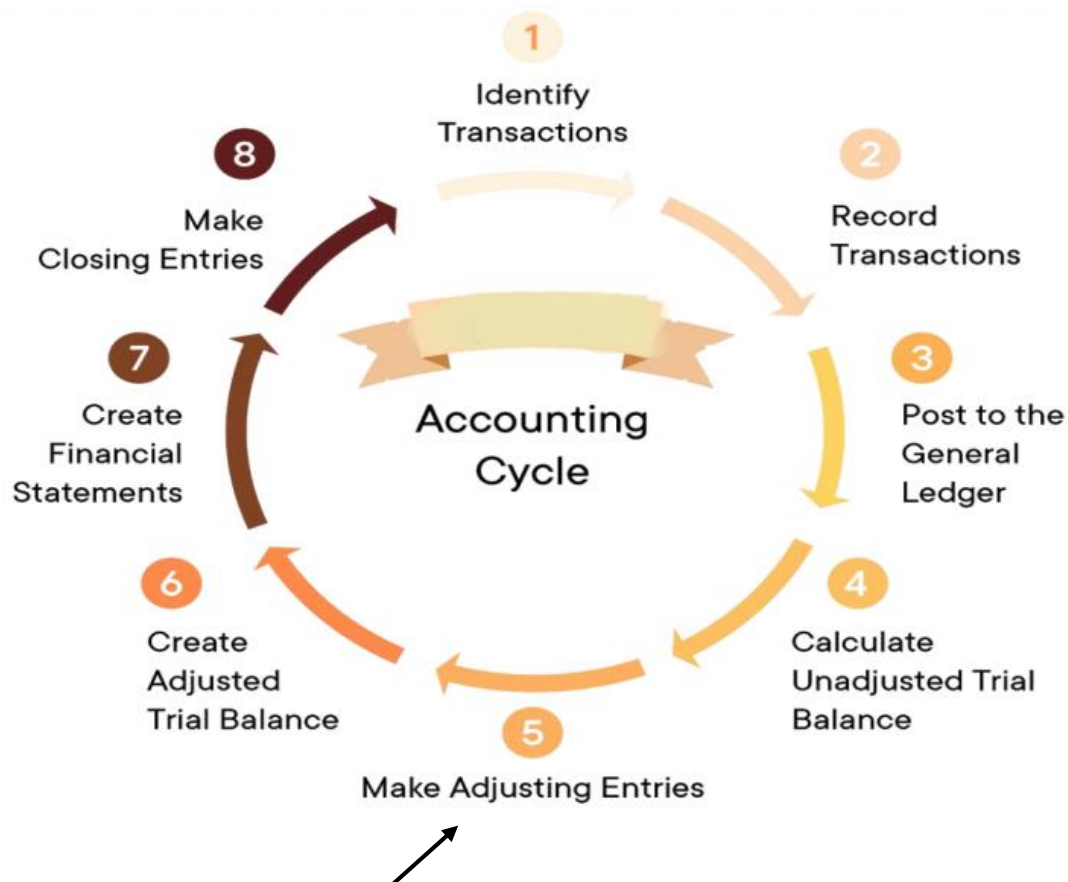 1
Identify
Transactions
2
Record
Transactions
3
Post to the
General
Ledger
4
Calculate
Unadjusted Trial
Balance
5
Make Adjusting Entries
6
Create
Adjusted
Trial Balance
7
Create
Financial
Statements
8
Make
Closing Entries
Accounting
Cycle